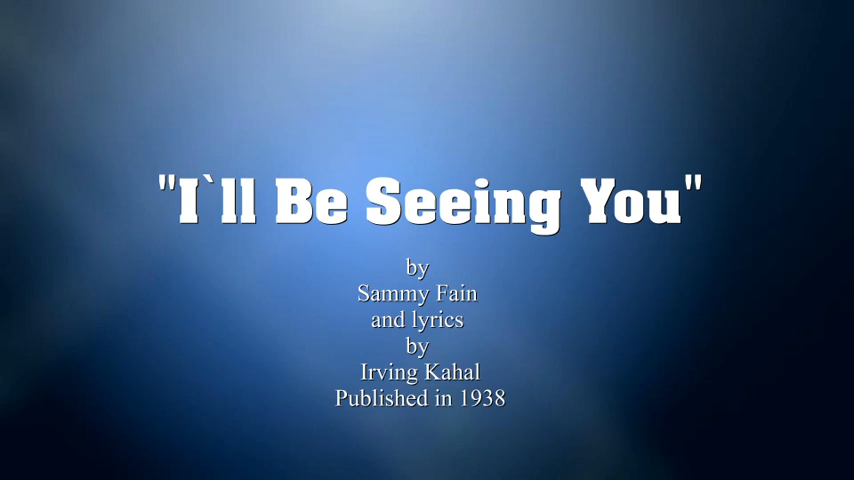 "I`ll Be Seeing You"
by
Sammy Fain
and lyrics
by
Irving Kahal
Published in 1938